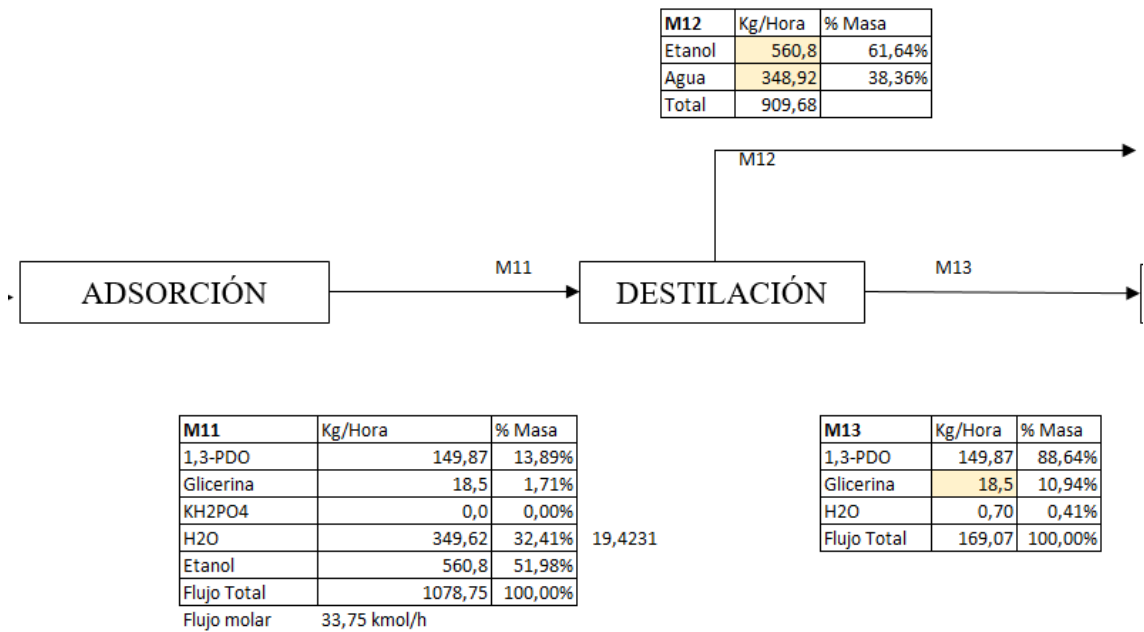 M12 Kg/Hora % Masa
Etanol 560,8 61,64%
Agua 348,92 38,36%
Total 909,68
M12
M11
M13
ADSORCIÓN
DESTILACIÓN
M11 Kg/Hora % Masa
1,3-PDO 149,87 13,89%
Glicerina 18,5 1,71%
KH2PO4 0,0 0,00%
H2O 349,62 32,41% 19,4231
Etanol 560,8 51,98%
Flujo Total 1078,75 100,00%
Flujo molar 33,75 kmol/h
M13 Kg/Hora % Masa
1,3-PDO 149,87 88,64%
Glicerina 18,5 10,94%
H2O 0,70 0,41%
Flujo Total 169,07 100,00%